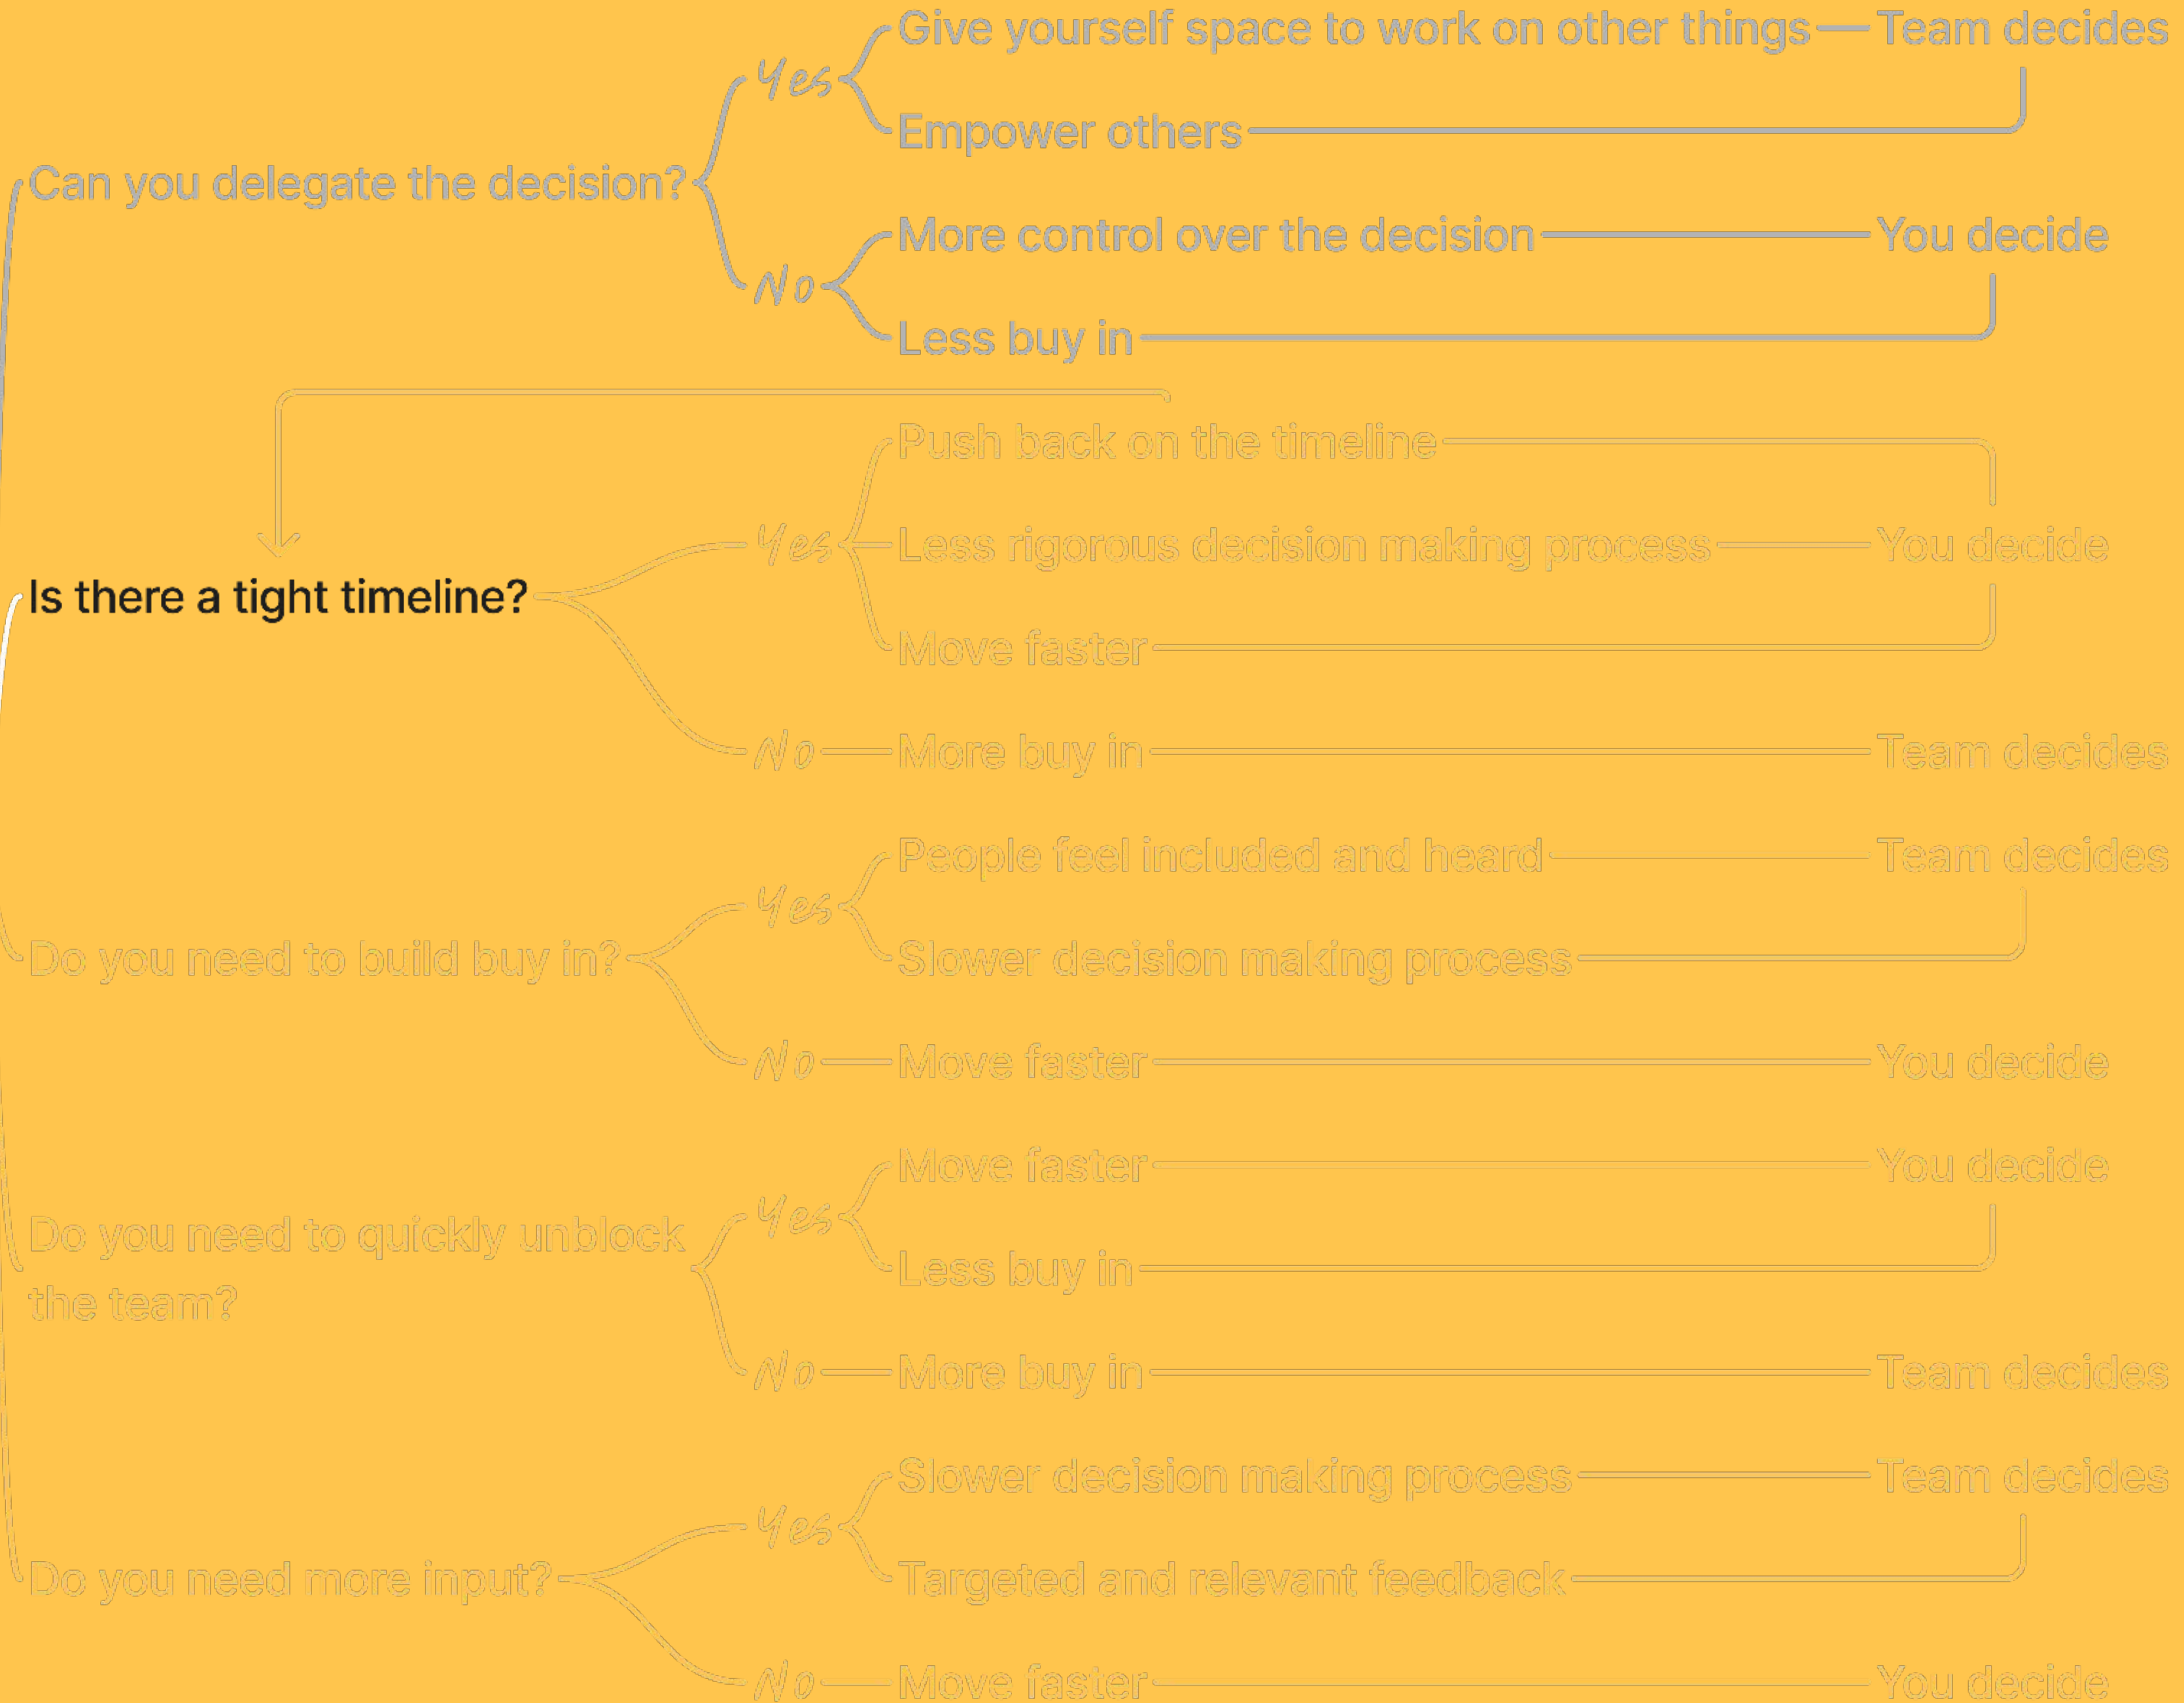 Give yourself space to work on other things
Team decides
Yes
Empower others
Can you delegate the decision?
More control over the decision
You decide
No
Less buy in
Push back on the timeline
Yes
Less rigorous decision making process
You decide
Is there a tight timeline?
Move faster
No
More buy in
Team decides
People feel included and heard
Team decides
Yes
Do you need to build buy in?
Slower decision making process
No
Move faster
You decide
Move faster
You decide
Yes
Do you need to quickly unblock
the team?
Less buy in
No
More buy in
Team decides
Slower decision making process
Team decides
Yes
Do you need more input?
Targeted and relevant feedback
No
Move faster
You decide